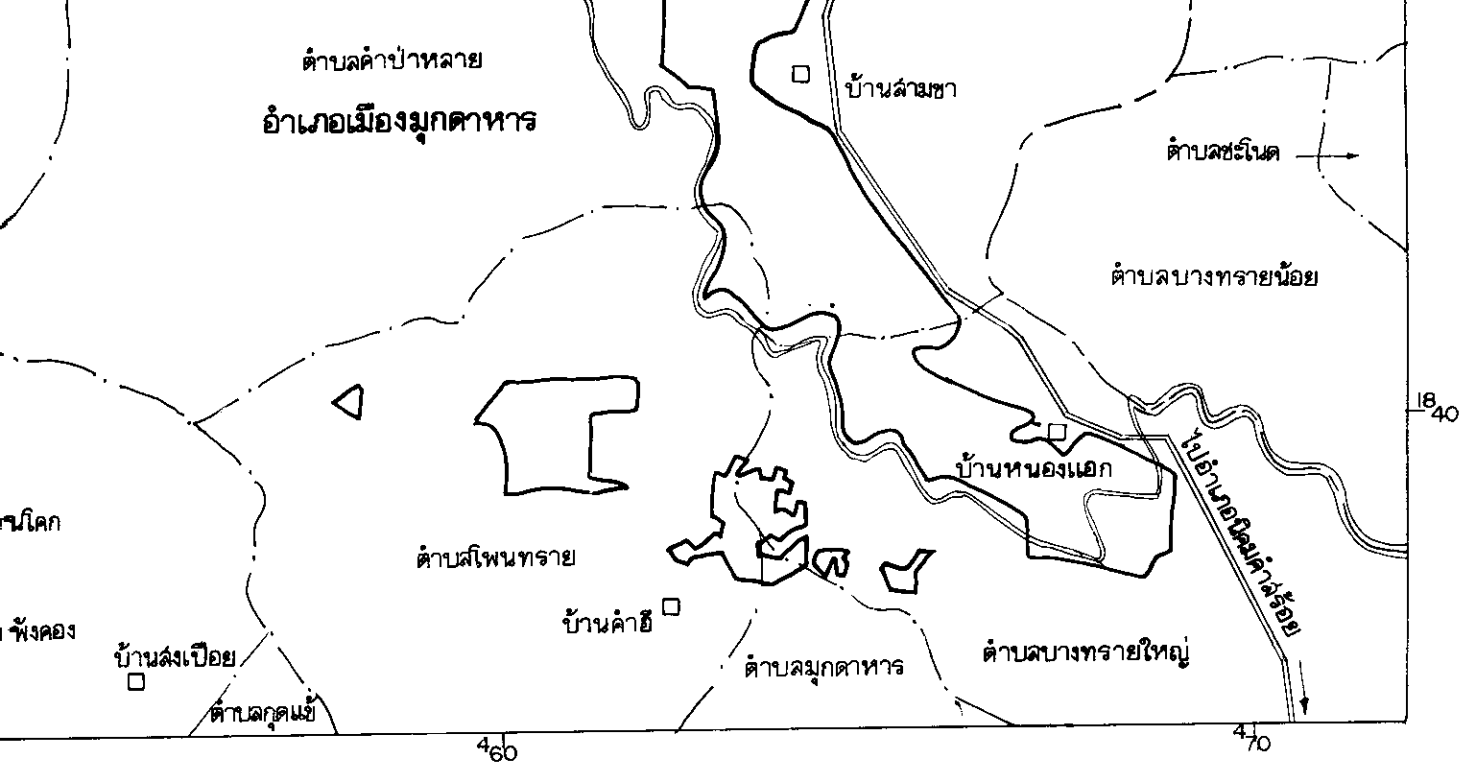 ตำบลคำป่าหลาย
อำเภอเมืองมุกดาหาร
บ้านสามขา
ตำบลชะโนด
ตำบลบางทรายน้อย
18 40
บ้านหนองแอก
ไปอำเภอนิคมคำสร้อย
ตำบลโพนทราย
บ้านคำฮี
พังคอง
บ้านสงเปือย
ตำบลมุกดาหาร
ตำบลบางทรายใหญ่
ตำบลกุดแข้
4 60
4 70